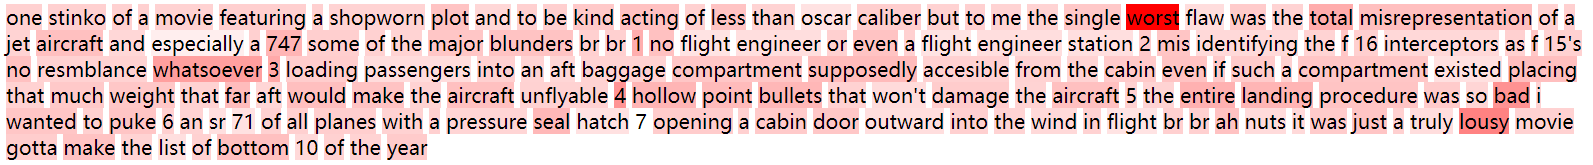 one stinko of a movie featuring a shopworn plot and to be kind acting of less than oscar caliber but to me the single worst flaw was the total misrepresentation of a
jet aircraft and especially a 747 some of the major blunders br br 1 no flight engineer or even a flight engineer station 2 mis identifying the f 16 interceptors as f 15's
no resmblance whatsoever 3 loading passengers into an aft baggage compartment supposedly accesible from the cabin even if such a compartment existed placing
that much weight that far aft would make the aircraft unflyable 4 hollow point bullets that won't damage the aircraft 5 the entire landing procedure was so bad i
wanted to puke 6 an sr 71 of all planes with a pressure seal hatch 7 opening a cabin door outward into the wind in flight br br ah nuts it was just a truly lousy movie
gotta make the list of bottom 10 of the year